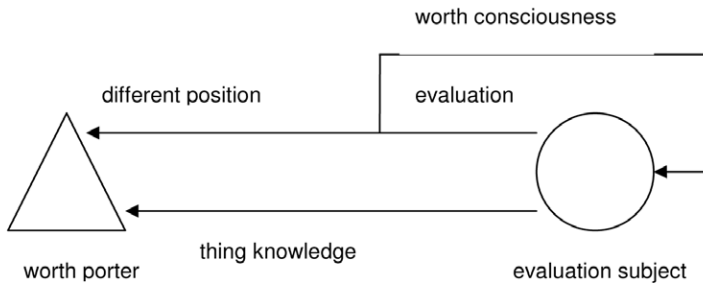 worth consciousness
different position
evaluation
thing knowledge
worth porter
evaluation subject